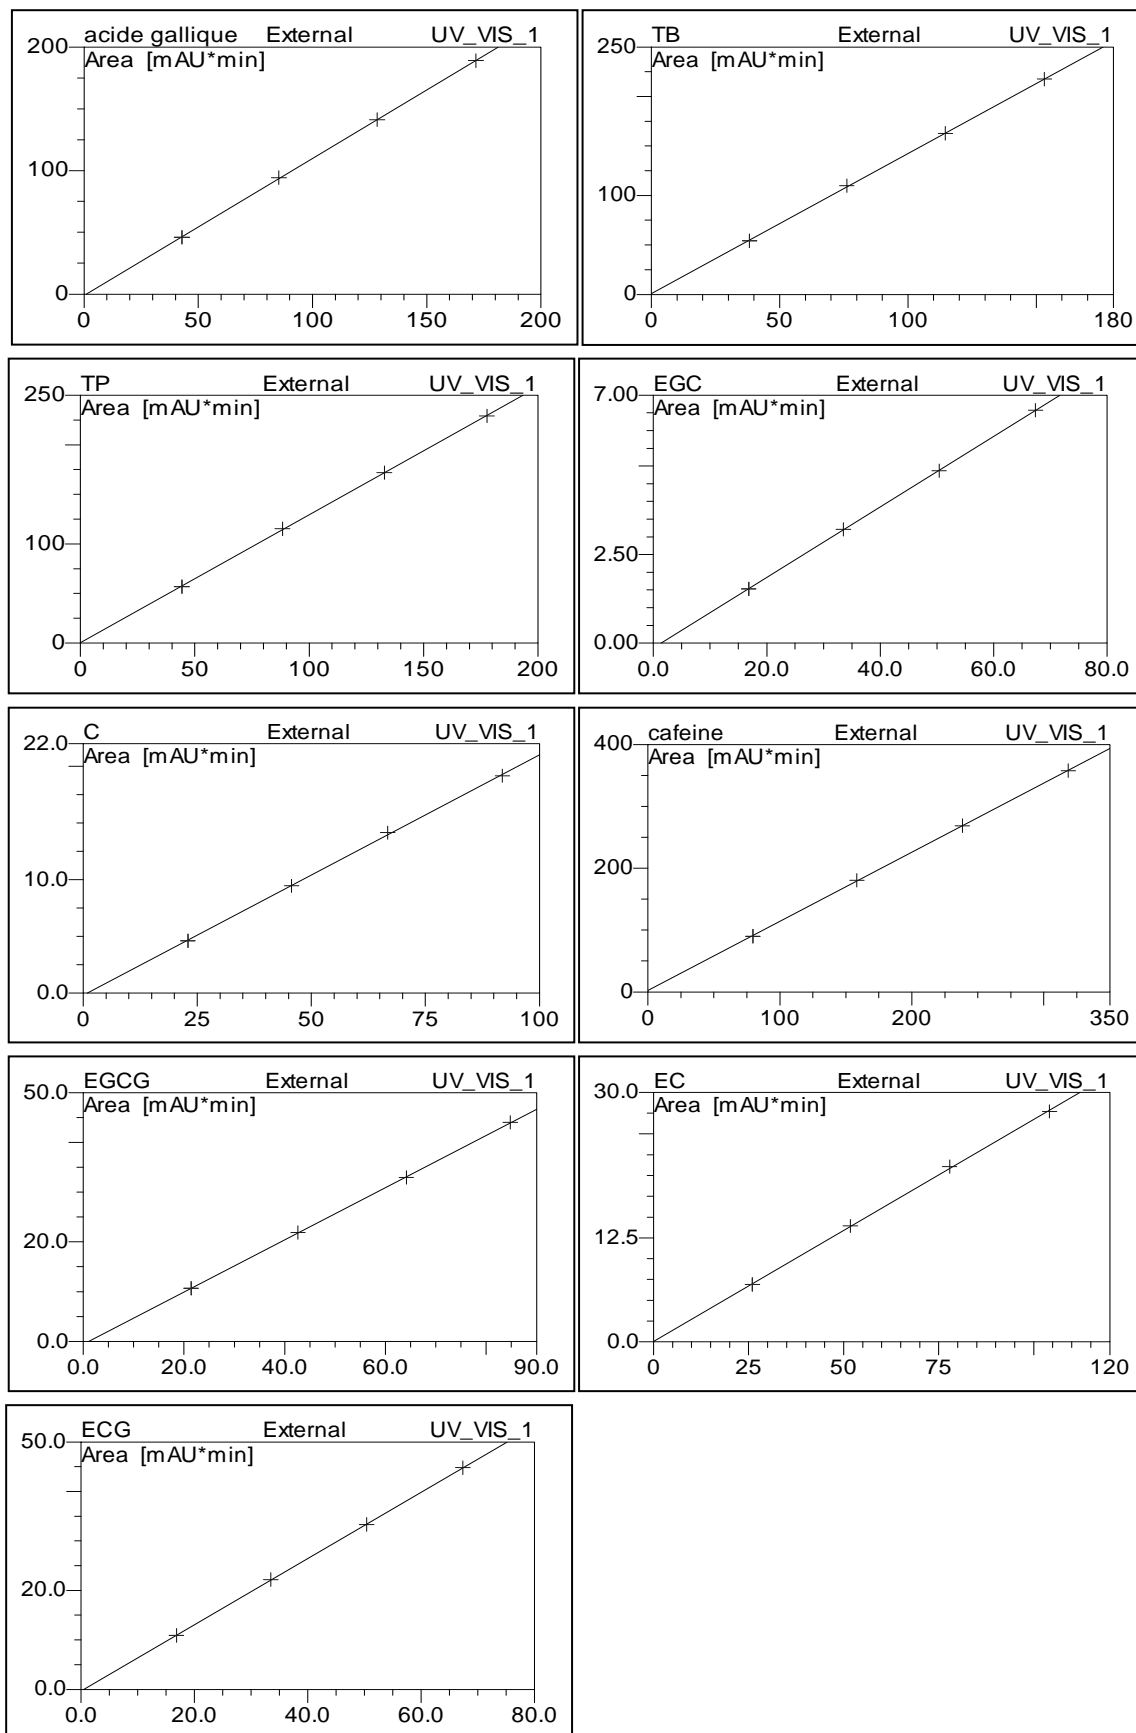 acide gallique External UV_VIS_1
Area [mAU*min]
200
100
0
0 50 100 150 200
TB External UV_VIS_1
Area [mAU*min]
250
100
0
0 50 100 180
TP External UV_VIS_1
Area [mAU*min]
250
100
0
0 50 100 150 200
EGC External UV_VIS_1
Area [mAU*min]
7.00
2.50
0.00
0.0 20.0 40.0 60.0 80.0
C External UV_VIS_1
Area [mAU*min]
22.0
10.0
0.0
0 25 50 75 100
cafeine External UV_VIS_1
Area [mAU*min]
400
200
0
0 100 200 350
EGCG External UV_VIS_1
Area [mAU*min]
50.0
20.0
0.0
0.0 20.0 40.0 60.0 90.0
EC External UV_VIS_1
Area [mAU*min]
30.0
12.5
0.0
0 25 50 75 120
ECG External UV_VIS_1
Area [mAU*min]
50.0
20.0
0.0
0.0 20.0 40.0 60.0 80.0